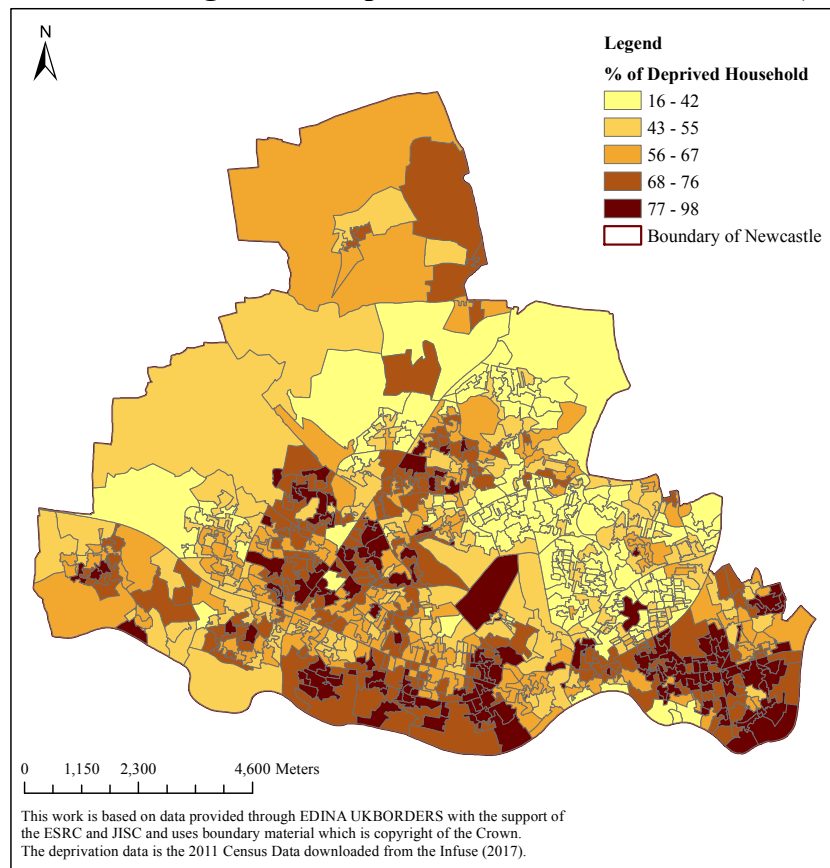 N
Legend
% of Deprived Household
16 - 42
43 - 55
56 - 67
68 - 76
77 - 98
Boundary of Newcastle
0 1,150 2,300 4,600 Meters
This work is based on data provided through EDINA UKBORDERS with the support of
the ESRC and JISC and uses boundary material which is copyright of the Crown.
The deprivation data is the 2011 Census Data downloaded from the Infuse (2017).